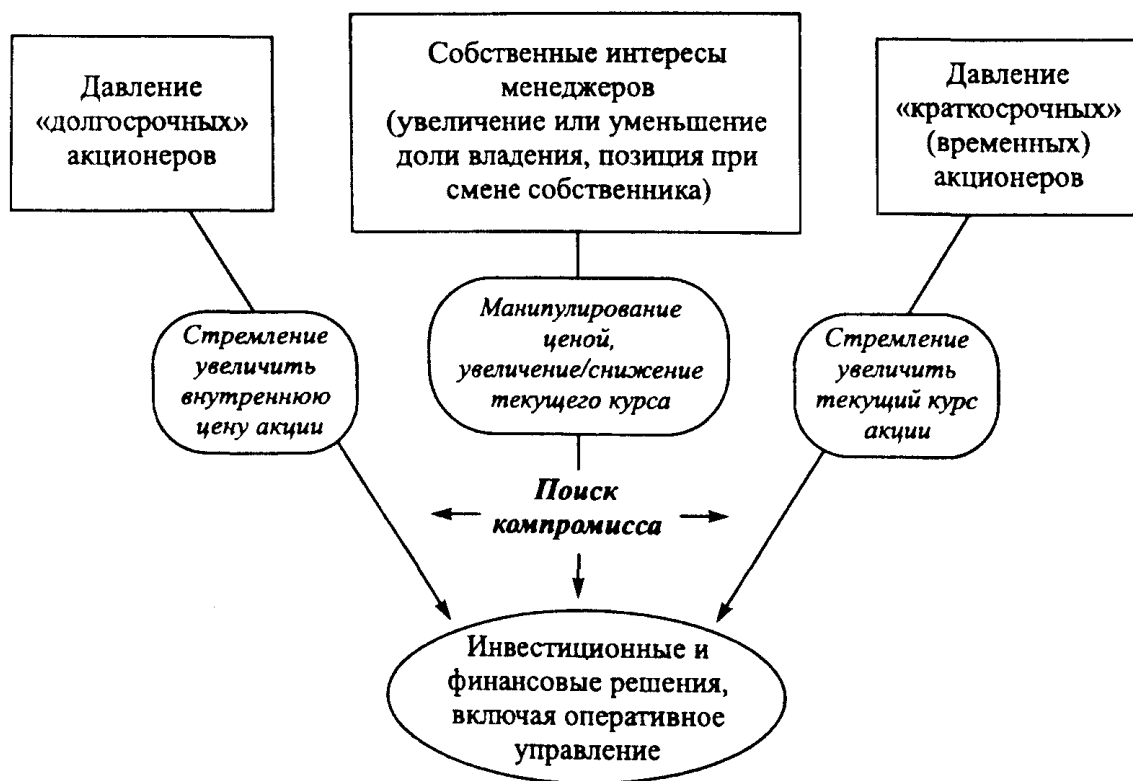 Давление
«долгосрочных»
акционеров
Собственные интересы
менеджеров
(увеличение или уменьшение
доли владения, позиция при
смене собственника)
Давление
«краткосрочных»
(временных)
акционеров
Стремление
увеличить
внутреннюю
цену акции
Манипулирование
ценой,
увеличение/снижение
текущего курса
Стремление
увеличить
текущий курс
акции
Поиск
компромисса
Инвестиционные и
финансовые решения,
включая оперативное
управление